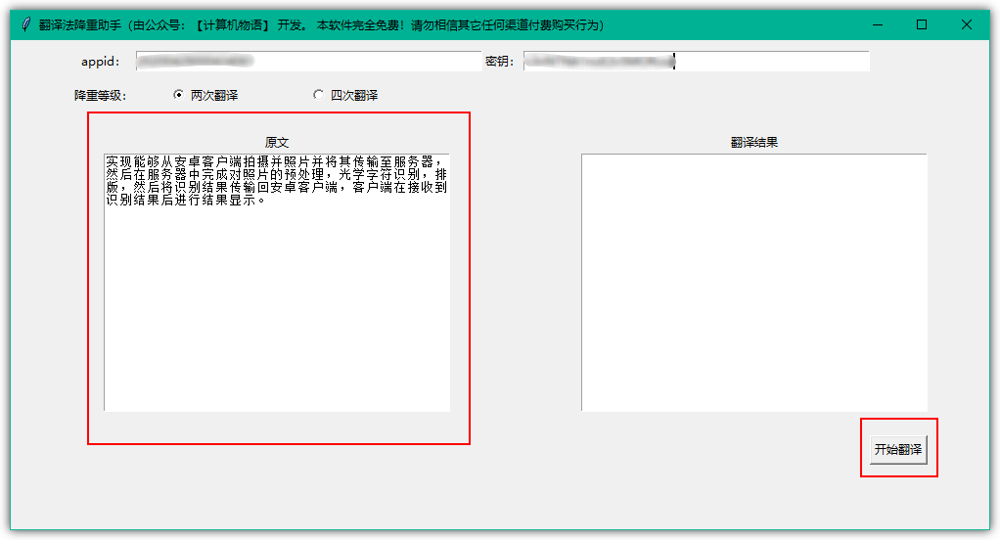 翻译法降重助手（由公众号：【计算机物语】 开发。 本软件完全免费！请勿相信其它任何渠道付费购买行为）
appid： 密钥：
降重等级： 两次翻译 四次翻译
原文 翻译结果
实现能够从安卓客户端拍摄并照片并将其传输至服务器，
然后在服务器中完成对照片的预处理，光学字符识别，排
版，然后将识别结果传输回安卓客户端，客户端在接收到
识别结果后进行结果显示。
开始翻译